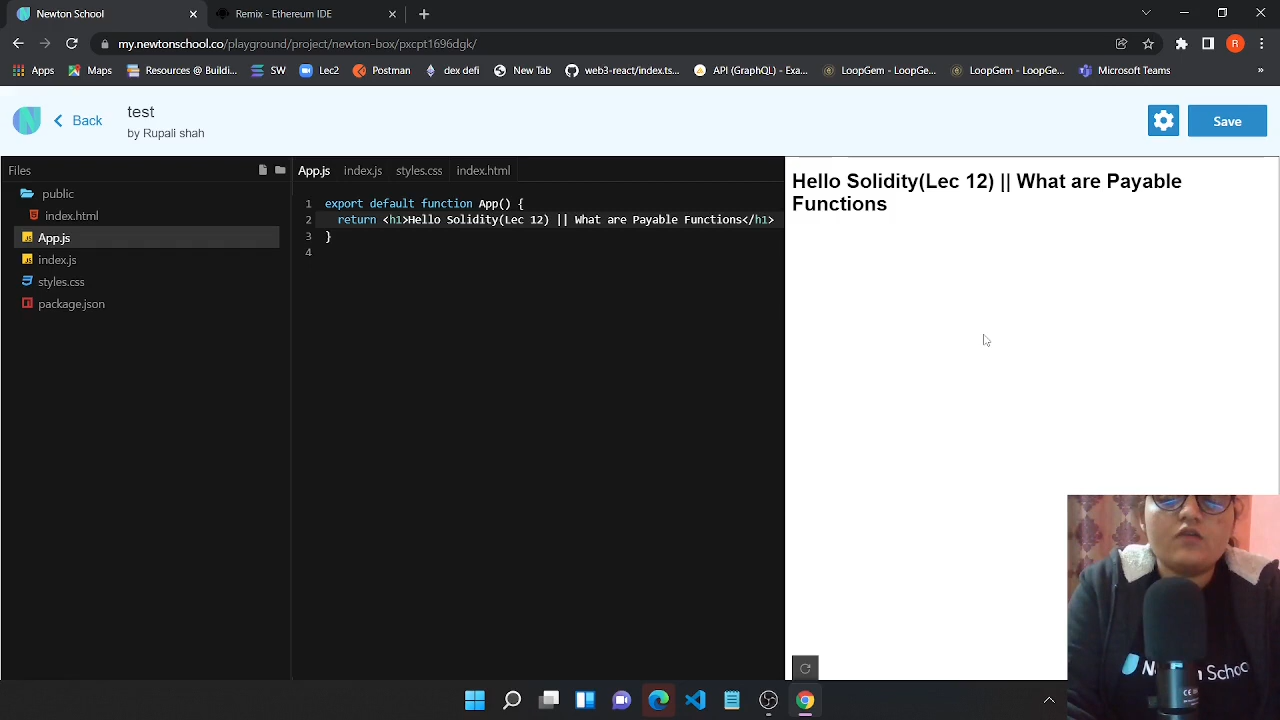 Newton School
Remix - Ethereum IDE
my.newtonschool.co/playground/project/newton-box/pxcpt1696dgk/
R
Apps
Maps
Resources @ Buildi...
SW
Lec2
Postman
dex defi
New Tab
web3-react/index.ts...
API (GraphQL) - Exa...
LoopGem - LoopGe...
LoopGem - LoopGe...
Microsoft Teams
»
Back
test
by Rupali shah
Save
Files
public
index.html
App.js
index.js
styles.css
package.json
App.js index.js styles.css index.html
1 export default function App() {
2 return <h1>Hello Solidity(Lec 12) || What are Payable Functions</h1>
3 }
4
Hello Solidity(Lec 12) || What are Payable
Functions